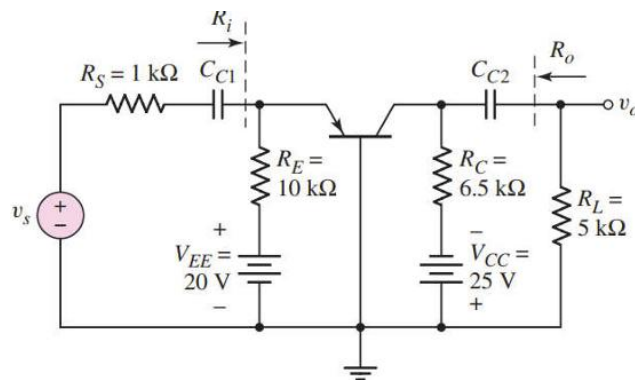 R_i
R_S = 1 kΩ
C_C1
C_C2
R_o
v_o
R_E =
10 kΩ
R_C =
6.5 kΩ
R_L =
5 kΩ
v_s
+
−
+
V_EE =
20 V
−
−
V_CC =
25 V
+